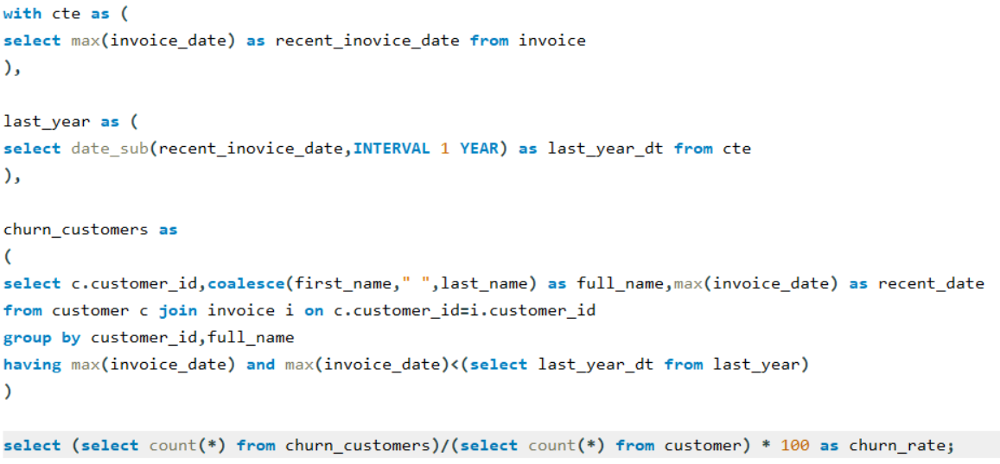 with cte as (
select max(invoice_date) as recent_inovice_date from invoice
),
last_year as (
select date_sub(recent_inovice_date,INTERVAL 1 YEAR) as last_year_dt from cte
),
churn_customers as
(
select c.customer_id,coalesce(first_name," ",last_name) as full_name,max(invoice_date) as recent_date
from customer c join invoice i on c.customer_id=i.customer_id
group by customer_id,full_name
having max(invoice_date) and max(invoice_date)<(select last_year_dt from last_year)
)
select (select count(*) from churn_customers)/(select count(*) from customer) * 100 as churn_rate;